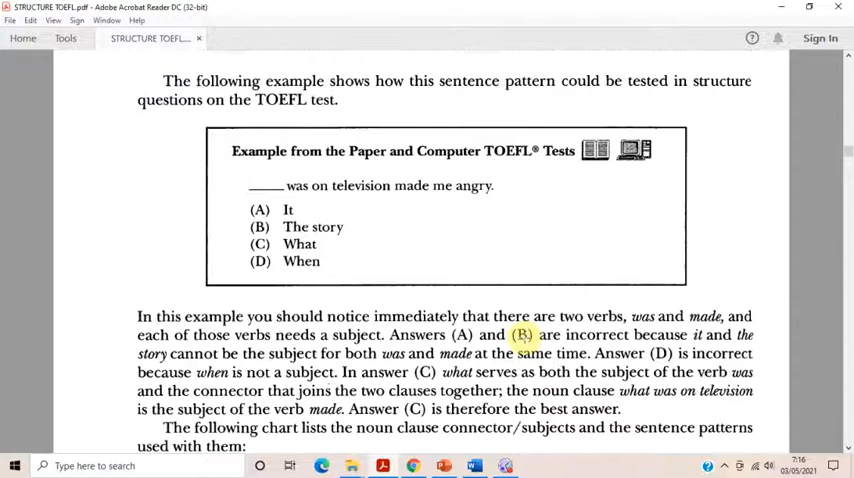 STRUCTURE TOEFL.pdf - Adobe Acrobat Reader DC (32-bit)
File Edit View Sign Window Help
Home Tools STRUCTURE TOEFL.... × Sign In
The following example shows how this sentence pattern could be tested in structure
questions on the TOEFL test.
Example from the Paper and Computer TOEFL® Tests
_____ was on television made me angry.
(A) It
(B) The story
(C) What
(D) When
In this example you should notice immediately that there are two verbs, was and made, and
each of those verbs needs a subject. Answers (A) and (B) are incorrect because it and the
story cannot be the subject for both was and made at the same time. Answer (D) is incorrect
because when is not a subject. In answer (C) what serves as both the subject of the verb was
and the connector that joins the two clauses together; the noun clause what was on television
is the subject of the verb made. Answer (C) is therefore the best answer.
The following chart lists the noun clause connector/subjects and the sentence patterns
used with them:
Type here to search
7:16
03/05/2021